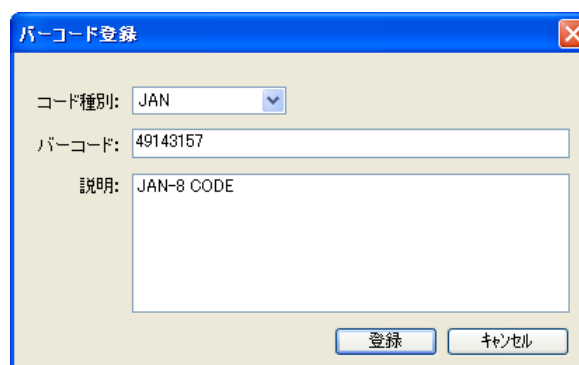 バーコード登録
コード種別: JAN
バーコード: 49143157
説明: JAN-8 CODE
登録 キャンセル